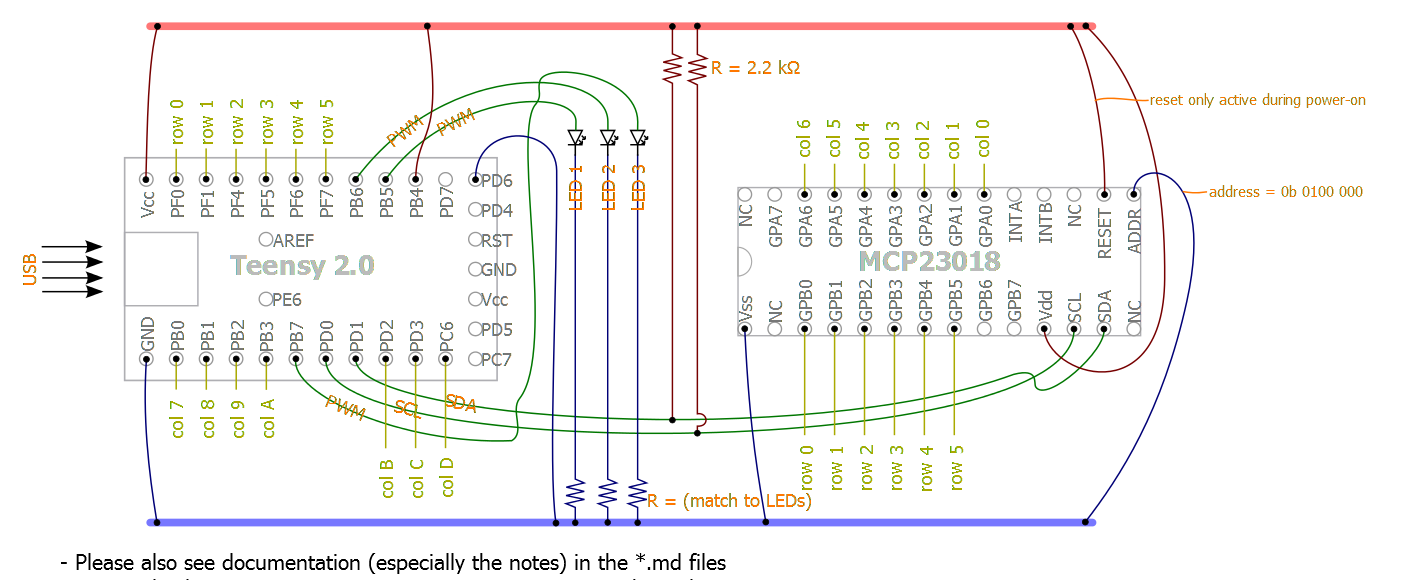 R = 2.2 kΩ
reset only active during power-on
row 0
row 1
row 2
row 3
row 4
row 5
PWM
PWM
col 6
col 5
col 4
col 3
col 2
col 1
col 0
LED 1
LED 2
LED 3
address = 0b 0100 000
Vcc
PF0
PF1
PF4
PF5
PF6
PF7
PB6
PB5
PB4
PD7
PD6
PD4
RST
GND
Vcc
PD5
PC7
AREF
Teensy 2.0
PE6
USB
GND
PB0
PB1
PB2
PB3
PB7
PD0
PD1
PD2
PD3
PC6
NC
GPA7
GPA6
GPA5
GPA4
GPA3
GPA2
GPA1
GPA0
INTA
INTB
NC
RESET
ADDR
MCP23018
Vss
NC
GPB0
GPB1
GPB2
GPB3
GPB4
GPB5
GPB6
GPB7
Vdd
SCL
SDA
NC
col 7
col 8
col 9
col A
PWM
SCL
SDA
col B
col C
col D
row 0
row 1
row 2
row 3
row 4
row 5
R = (match to LEDs)
- Please also see documentation (especially the notes) in the *.md files